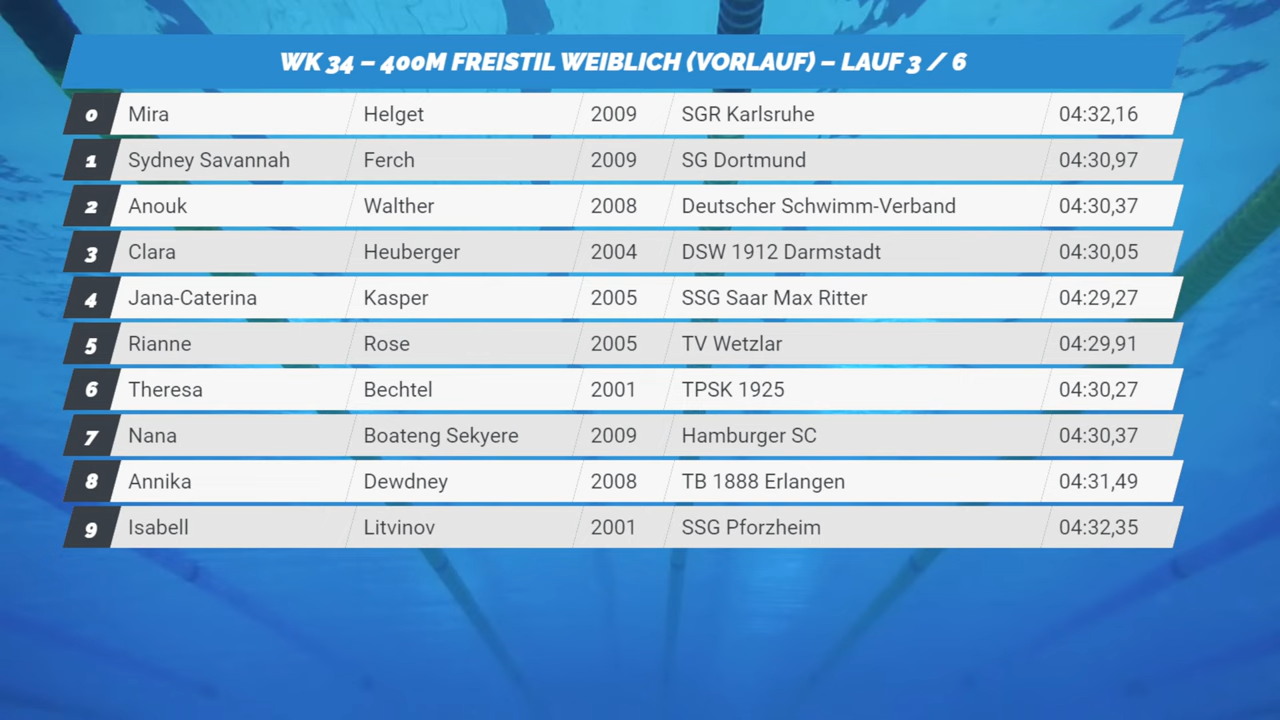 WK 34 – 400M FREISTIL WEIBLICH (VORLAUF) – LAUF 3 / 6
0 Mira Helget 2009 SGR Karlsruhe 04:32,16
1 Sydney Savannah Ferch 2009 SG Dortmund 04:30,97
2 Anouk Walther 2008 Deutscher Schwimm-Verband 04:30,37
3 Clara Heuberger 2004 DSW 1912 Darmstadt 04:30,05
4 Jana-Caterina Kasper 2005 SSG Saar Max Ritter 04:29,27
5 Rianne Rose 2005 TV Wetzlar 04:29,91
6 Theresa Bechtel 2001 TPSK 1925 04:30,27
7 Nana Boateng Sekyere 2009 Hamburger SC 04:30,37
8 Annika Dewdney 2008 TB 1888 Erlangen 04:31,49
9 Isabell Litvinov 2001 SSG Pforzheim 04:32,35